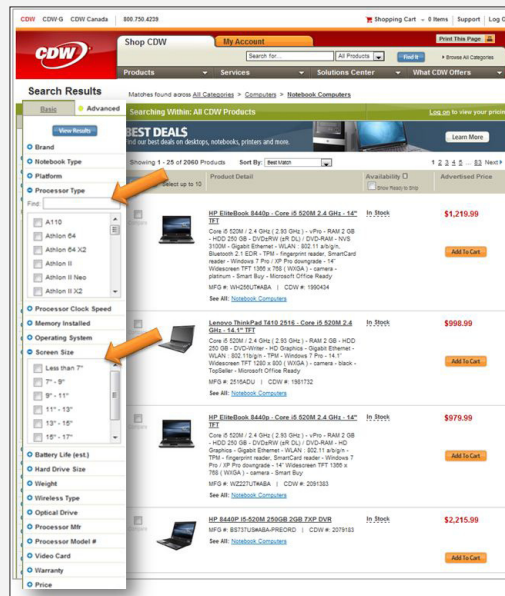 CDW CDW-G CDW Canada 800.750.4239 Shopping Cart - 0 Items Support Log O
CDW
Shop CDW My Account Print This Page
Search for... All Products Find It Browse All Categories
Products Services Solutions Center What CDW Offers
Search Results
Matches found across All Categories > Computers > Notebook Computers
Basic Advanced
Searching Within: All CDW Products Log on to view your pricin
View Results
BEST DEALS
find our best deals on desktops, notebooks, printers and more. Learn More
Brand
Notebook Type
Platform
Processor Type
Find:
A110
Athlon 64
Athlon 64 X2
Athlon II
Athlon II Neo
Athlon II X2
Processor Clock Speed
Memory Installed
Operating System
Screen Size
Less than 7"
7" - 9"
9" - 11"
11" - 13"
13" - 15"
15" - 17"
Battery Life (est.)
Hard Drive Size
Weight
Wireless Type
Optical Drive
Processor Mfr
Processor Model #
Video Card
Warranty
Price
Showing 1 - 25 of 2060 Products Sort By: Best Match 1 2 3 4 5 ... 83 Next
Select up to 10 Product Detail Availability Advertised Price
Show Ready to Ship
HP EliteBook 8440p - Core i5 520M 2.4 GHz - 14" TFT In Stock $1,219.99
Core i5 520M / 2.4 GHz ( 2.93 GHz ) - vPro - RAM 2 GB
- HDD 250 GB - DVD±RW (±R DL) / DVD-RAM - NVS
3100M - Gigabit Ethernet - WLAN : 802.11 a/b/g/n,
Bluetooth 2.1 EDR - TPM - fingerprint reader, SmartCard
reader - Windows 7 Pro / XP Pro downgrade - 14"
Widescreen TFT 1366 x 768 ( WXGA ) - camera -
platinum - Smart Buy - Microsoft Office Ready
MFG #: WH256UT#ABA | CDW #: 1990434
See All: Notebook Computers
Add To Cart
Compare
Lenovo ThinkPad T410 2516 - Core i5 520M 2.4
GHz - 14.1" TFT In Stock $998.99
Core i5 520M / 2.4 GHz ( 2.93 GHz ) - RAM 2 GB - HDD
250 GB - DVD-Writer - HD Graphics - Gigabit Ethernet -
WLAN : 802.11b/g/n - TPM - Windows 7 Pro - 14.1"
Widescreen TFT 1280 x 800 ( WXGA ) - camera - black -
TopSeller - Microsoft Office Ready
MFG #: 2516ADU | CDW #: 1981732
See All: Notebook Computers
Add To Cart
HP EliteBook 8440p - Core i5 520M 2.4 GHz - 14"
TFT In Stock $979.99
Core i5 520M / 2.4 GHz ( 2.93 GHz ) - vPro - RAM 2 GB
- HDD 250 GB - DVD±RW (±R DL) / DVD-RAM - HD
Graphics - Gigabit Ethernet - WLAN : 802.11 a/b/g/n -
TPM - fingerprint reader, SmartCard reader - Windows 7
Pro / XP Pro downgrade - 14" Widescreen TFT 1366 x
768 ( WXGA ) - camera - Smart Buy
MFG #: WZ227UT#ABA | CDW #: 2091383
See All: Notebook Computers
Add To Cart
HP 8440P I5-520M 250GB 2GB 7XP DVR In Stock $2,215.99
MFG #: BS737US#ABA-PREORD | CDW #: 2079183
See All: Notebook Computers
Add To Cart